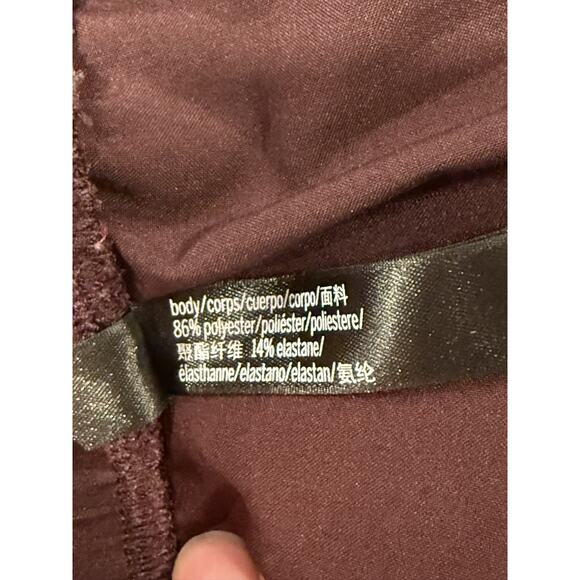 body/corps/cuerpo/corpo/面料
86% polyester/poliéster/poliestere/
聚酯纤维 14% elastane/
élasthanne/elastano/elastan/氨纶